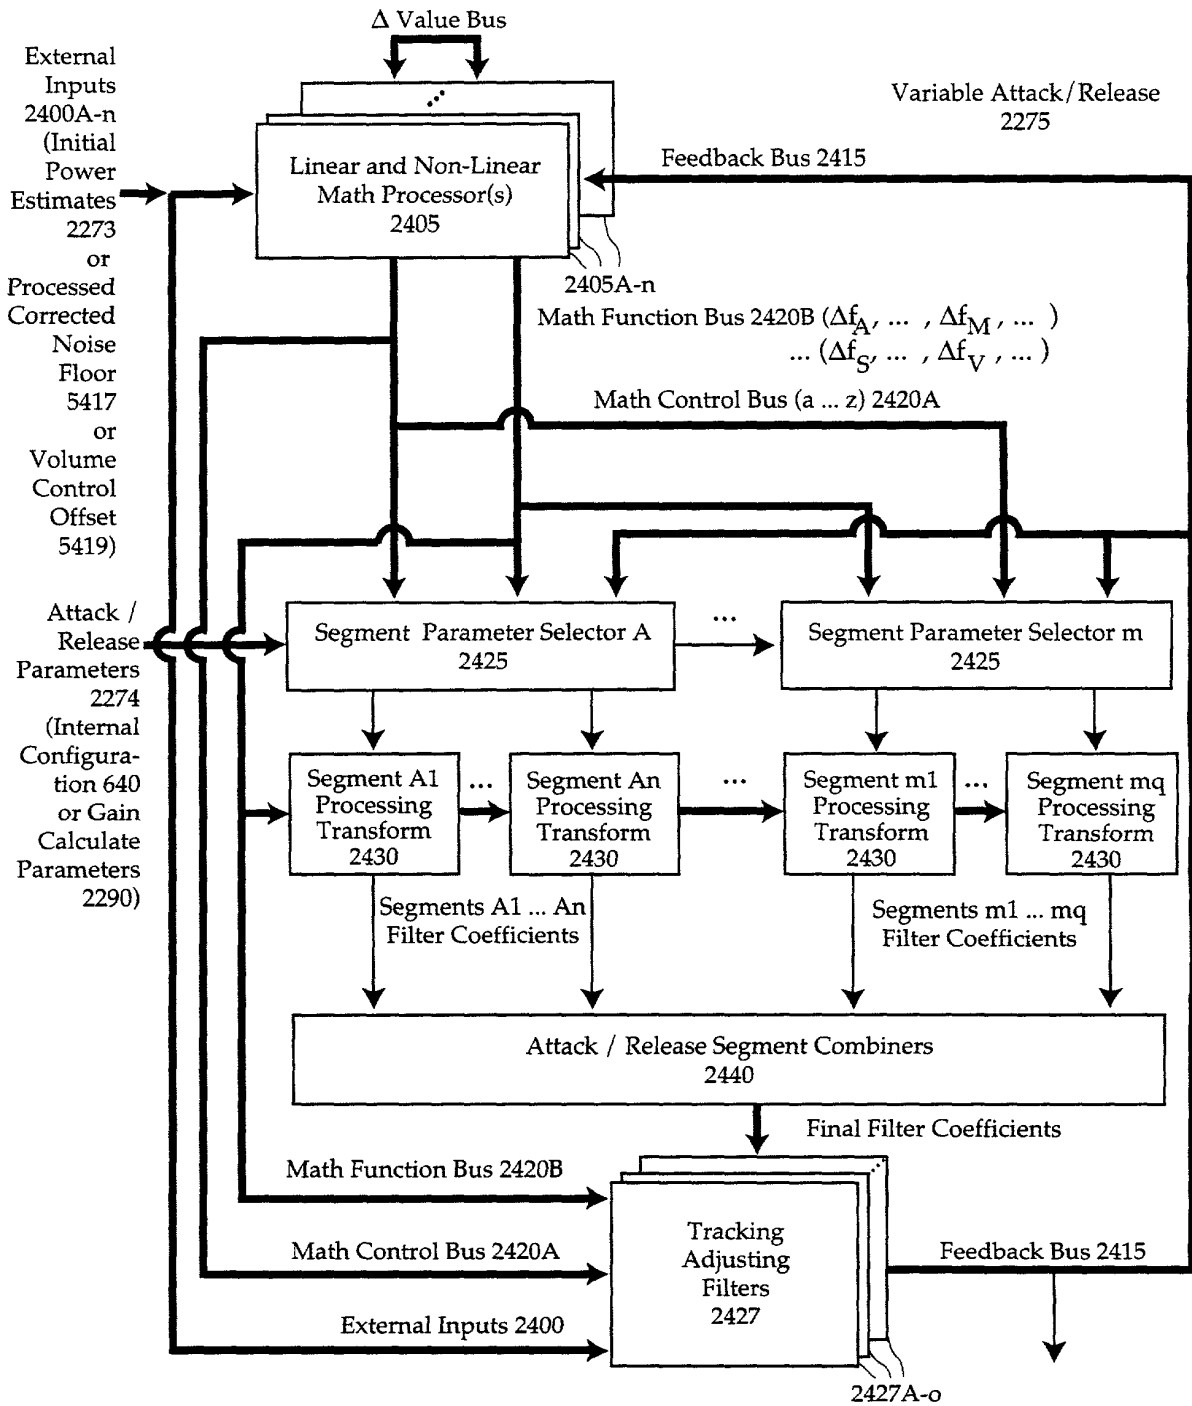 Δ Value Bus
External
Inputs
2400A-n
(Initial
Power
Estimates
2273
or
Processed
Corrected
Noise
Floor
5417
or
Volume
Control
Offset
5419)
Variable Attack/Release
2275
Feedback Bus 2415
Linear and Non-Linear
Math Processor(s)
2405
2405A-n
Math Function Bus 2420B (Δf_A, ... , Δf_M, ... )
... (Δf_S, ... , Δf_V, ... )
Math Control Bus (a ... z) 2420A
Attack /
Release
Parameters
2274
(Internal
Configura-
tion 640
or Gain
Calculate
Parameters
2290)
Segment Parameter Selector A
2425
...
Segment Parameter Selector m
2425
Segment A1
Processing
Transform
2430
...
Segment An
Processing
Transform
2430
...
Segment m1
Processing
Transform
2430
...
Segment mq
Processing
Transform
2430
Segments A1 ... An
Filter Coefficients
Segments m1 ... mq
Filter Coefficients
Attack / Release Segment Combiners
2440
Final Filter Coefficients
Math Function Bus 2420B
Math Control Bus 2420A
External Inputs 2400
Tracking
Adjusting
Filters
2427
Feedback Bus 2415
2427A-o